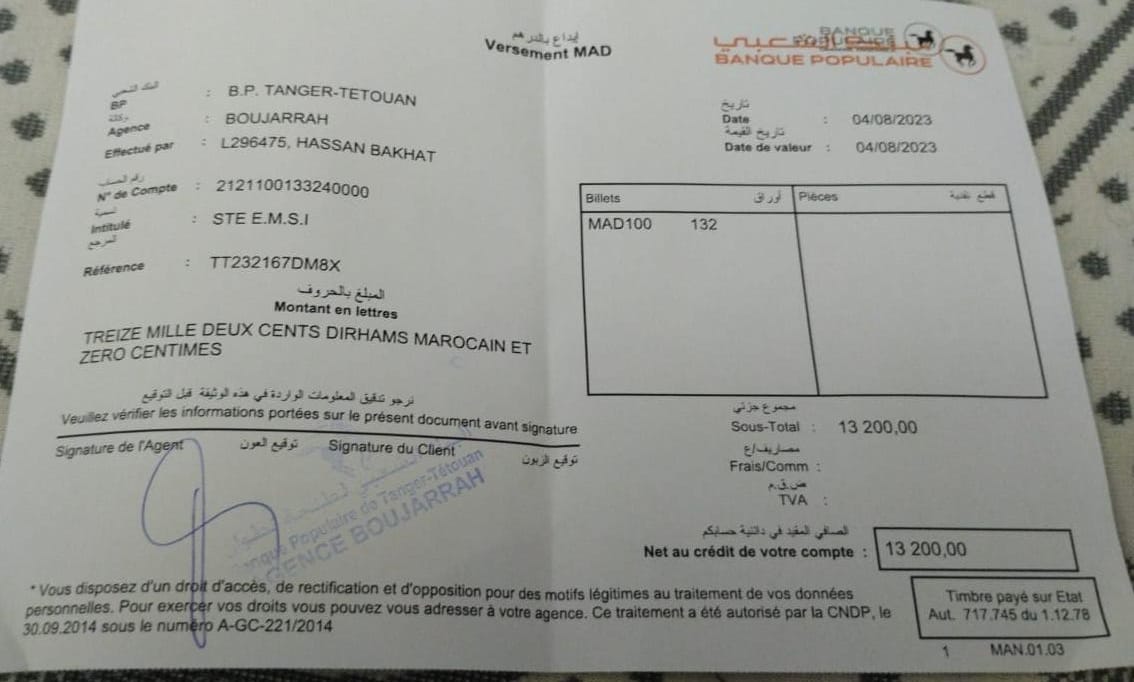 إيداع بالدرهم
Versement MAD
BANQUE POPULAIRE
BANQUE POPULAIRE
البنك الشعبي
BP : B.P. TANGER-TETOUAN
وكالة
Agence : BOUJARRAH
Effectué par : L296475, HASSAN BAKHAT
رقم الحساب
N° de Compte : 2121100133240000
التسمية
Intitulé : STE E.M.S.I
المرجع
Référence : TT232167DM8X
تاريخ
Date : 04/08/2023
تاريخ القيمة
Date de valeur : 04/08/2023
Billets أوراق Pièces قطع نقدية
MAD100 132
المبلغ بالحروف
Montant en lettres
TREIZE MILLE DEUX CENTS DIRHAMS MAROCAIN ET
ZERO CENTIMES
نرجو تدقيق المعلومات الواردة في هذه الوثيقة قبل التوقيع
Veuillez vérifier les informations portées sur le présent document avant signature
Signature de l'Agent توقيع العون Signature du Client توقيع الزبون
Banque Populaire de Tanger-Tétouan
AGENCE BOUJARRAH
مجموع جزئي
Sous-Total : 13 200,00
مصاريف/ع
Frais/Comm :
ض.ق.م
TVA :
الصافي المقيد في دائنية حسابكم
Net au crédit de votre compte : 13 200,00
* Vous disposez d'un droit d'accès, de rectification et d'opposition pour des motifs légitimes au traitement de vos données
personnelles. Pour exercer vos droits vous pouvez vous adresser à votre agence. Ce traitement a été autorisé par la CNDP, le
30.09.2014 sous le numéro A-GC-221/2014
Timbre payé sur Etat
Aut. 717.745 du 1.12.78
1 MAN.01.03